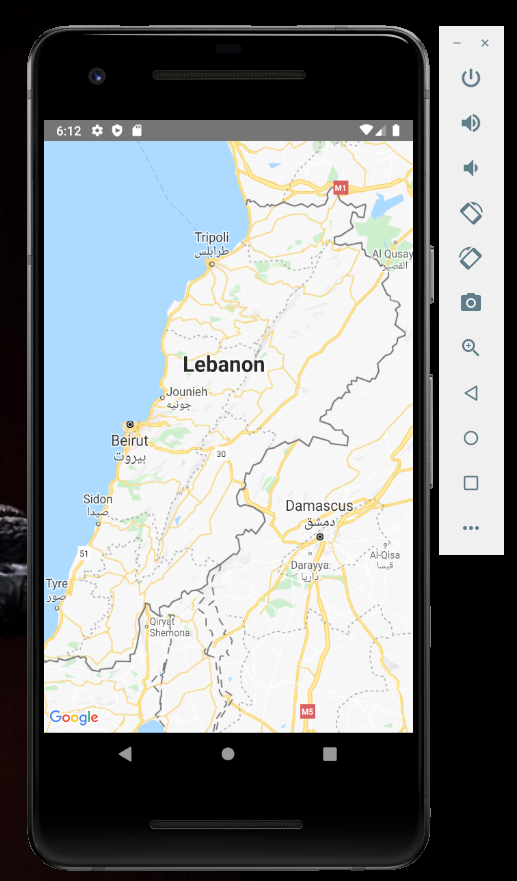 6:12
M1
Tripoli
طرابلس
Al Qusay
القصير
Lebanon
Jounieh
جونيه
Beirut
بيروت
30
Sidon
صيدا
Damascus
دمشق
51
Al-Qisa
قيسا
Darayya
داريا
Tyre
صور
Qiryat
Shemona
M5
Google